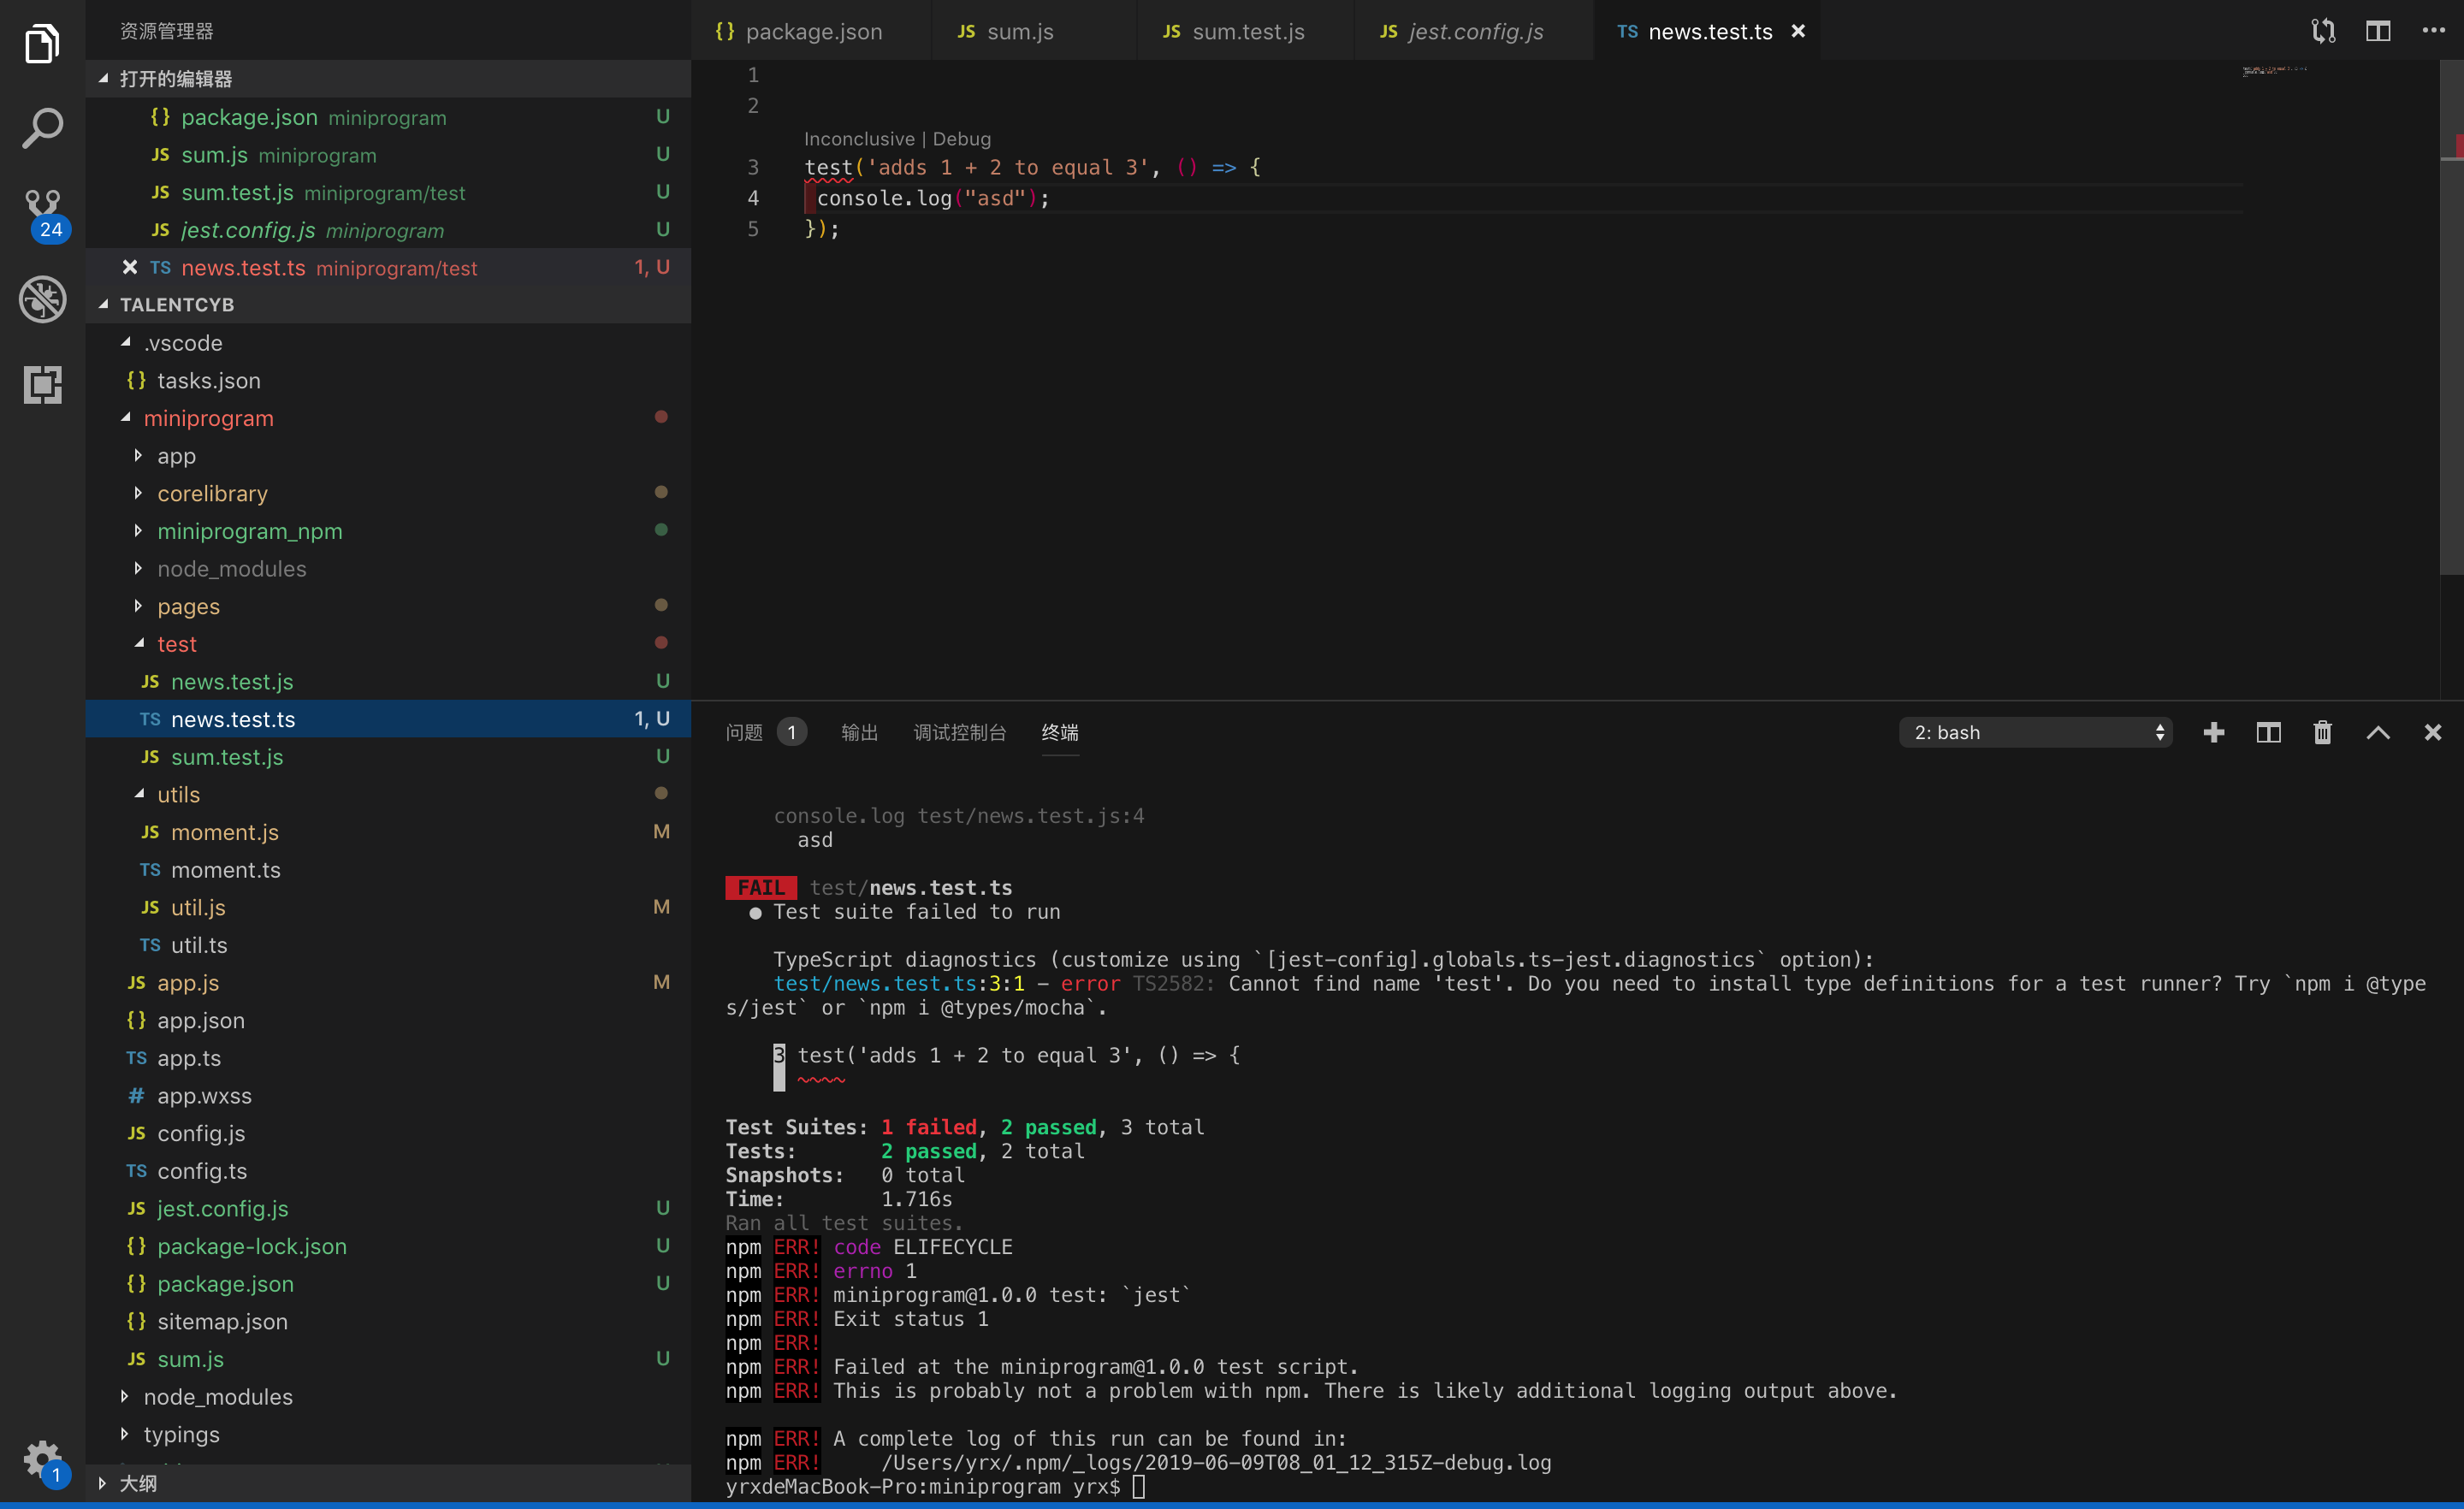 资源管理器
打开的编辑器
{} package.json miniprogram U
JS sum.js miniprogram U
JS sum.test.js miniprogram/test U
JS jest.config.js miniprogram U
TS news.test.ts miniprogram/test 1, U
TALENTCYB
.vscode
{} tasks.json
miniprogram
app
corelibrary
miniprogram_npm
node_modules
pages
test
JS news.test.js U
TS news.test.ts 1, U
JS sum.test.js U
utils
JS moment.js M
TS moment.ts
JS util.js M
TS util.ts
JS app.js M
{} app.json
TS app.ts
# app.wxss
JS config.js
TS config.ts
JS jest.config.js U
{} package-lock.json U
{} package.json U
{} sitemap.json
JS sum.js U
node_modules
typings
大纲
24
1
{} package.json JS sum.js JS sum.test.js JS jest.config.js TS news.test.ts
1
2
Inconclusive | Debug
3 test('adds 1 + 2 to equal 3', () => {
4 console.log("asd");
5 });
问题 1 输出 调试控制台 终端 2: bash
console.log test/news.test.js:4
asd
FAIL test/news.test.ts
● Test suite failed to run
TypeScript diagnostics (customize using `[jest-config].globals.ts-jest.diagnostics` option):
test/news.test.ts:3:1 - error TS2582: Cannot find name 'test'. Do you need to install type definitions for a test runner? Try `npm i @type
s/jest` or `npm i @types/mocha`.
3 test('adds 1 + 2 to equal 3', () => {
~~~~
Test Suites: 1 failed, 2 passed, 3 total
Tests: 2 passed, 2 total
Snapshots: 0 total
Time: 1.716s
Ran all test suites.
npm ERR! code ELIFECYCLE
npm ERR! errno 1
npm ERR! miniprogram@1.0.0 test: `jest`
npm ERR! Exit status 1
npm ERR!
npm ERR! Failed at the miniprogram@1.0.0 test script.
npm ERR! This is probably not a problem with npm. There is likely additional logging output above.
npm ERR! A complete log of this run can be found in:
npm ERR! /Users/yrx/.npm/_logs/2019-06-09T08_01_12_315Z-debug.log
yrxdeMacBook-Pro:miniprogram yrx$